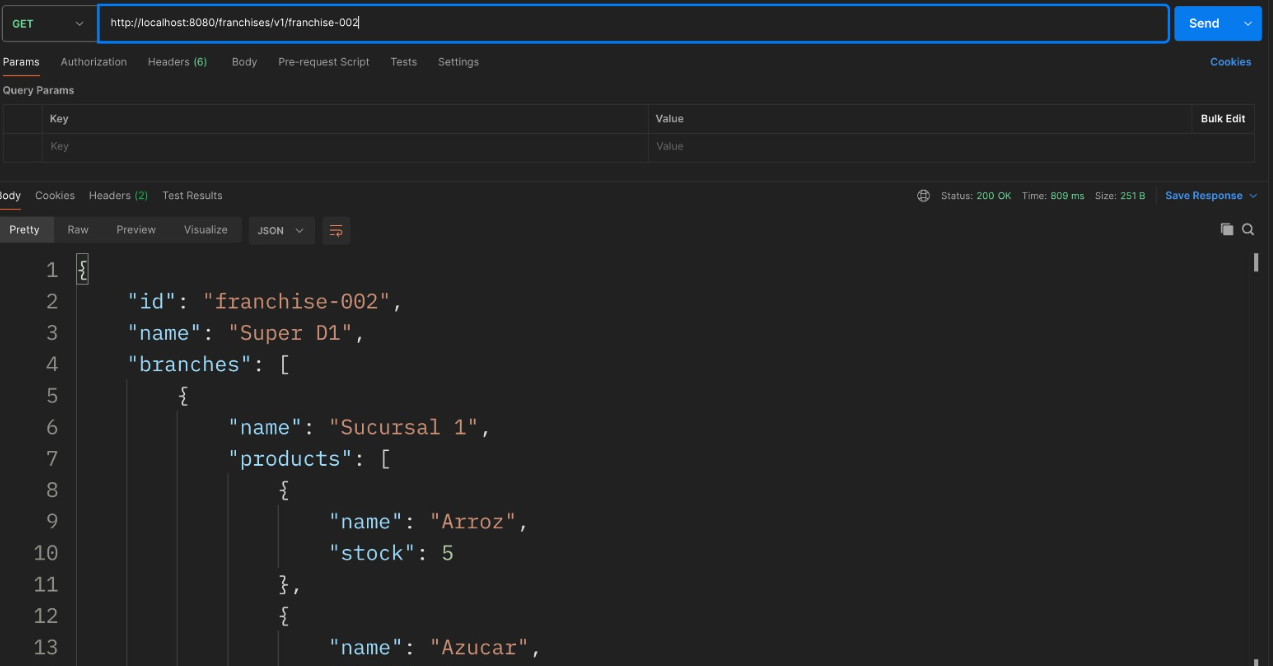 GET http://localhost:8080/franchises/v1/franchise-002 Send
Params Authorization Headers (6) Body Pre-request Script Tests Settings Cookies
Query Params
Key Value Bulk Edit
Key Value
Body Cookies Headers (2) Test Results Status: 200 OK Time: 809 ms Size: 251 B Save Response
Pretty Raw Preview Visualize JSON
1 {
2 "id": "franchise-002",
3 "name": "Super D1",
4 "branches": [
5 {
6 "name": "Sucursal 1",
7 "products": [
8 {
9 "name": "Arroz",
10 "stock": 5
11 },
12 {
13 "name": "Azucar",